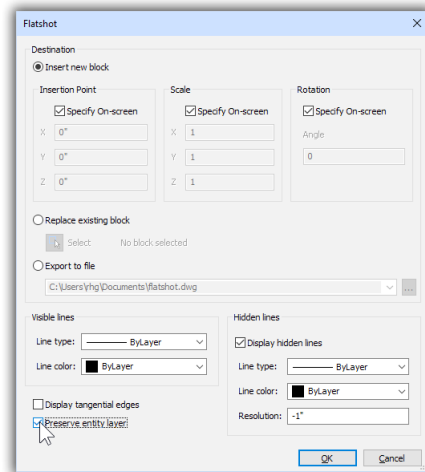 Flatshot
Destination
Insert new block
Insertion Point
Scale
Rotation
Specify On-screen
Specify On-screen
Specify On-screen
X 0"
X 1
Angle
Y 0"
Y 1
0
Z 0"
Z 1
Replace existing block
Select No block selected
Export to file
C:\Users\rhg\Documents\flatshot.dwg
...
Visible lines
Hidden lines
Line type: ByLayer
Display hidden lines
Line color: ByLayer
Line type: ByLayer
Line color: ByLayer
Display tangential edges
Resolution: -1"
Preserve entity layer
OK Cancel